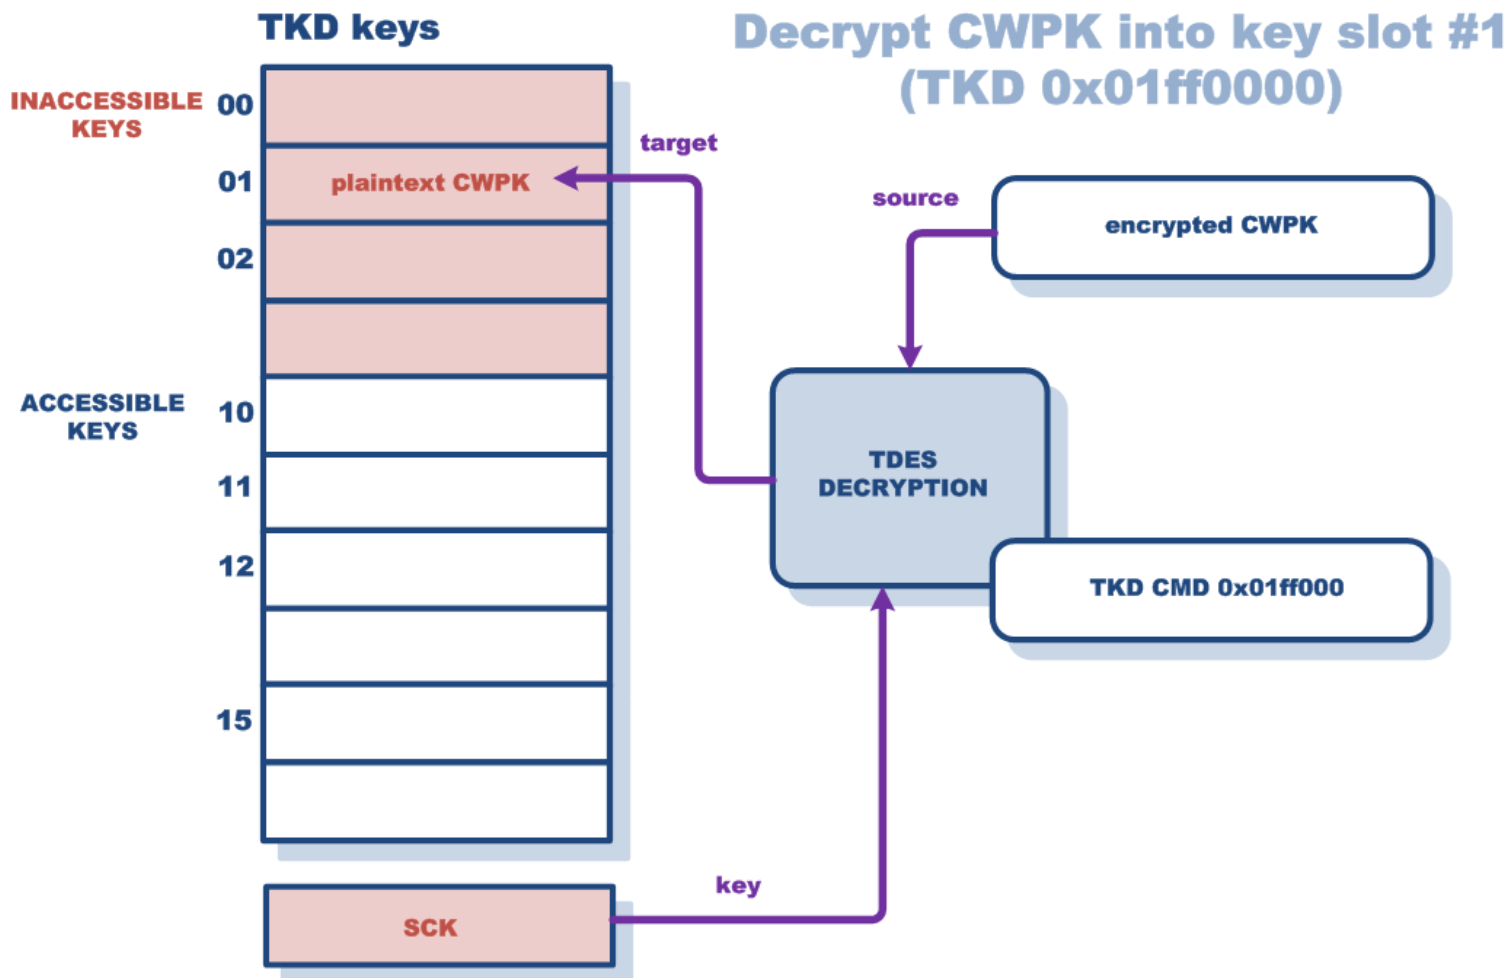 TKD keys
Decrypt CWPK into key slot #1
(TKD 0x01ff0000)
INACCESSIBLE
KEYS
00
target
01
plaintext CWPK
source
encrypted CWPK
02
ACCESSIBLE
KEYS
10
TDES
DECRYPTION
11
12
TKD CMD 0x01ff000
15
key
SCK